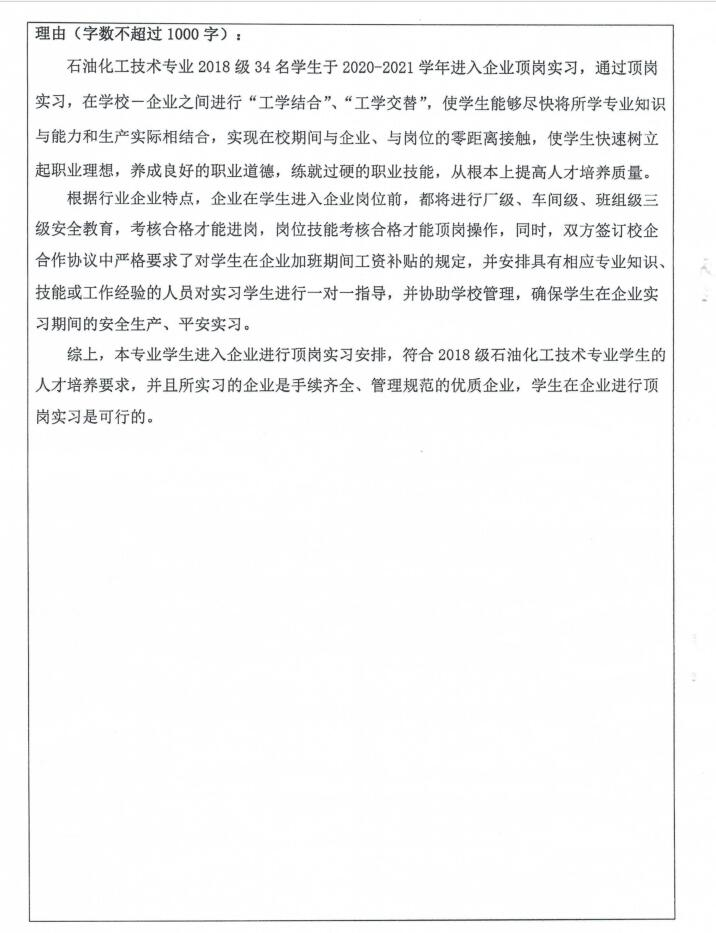 理由（字数不超过 1000 字）：
石油化工技术专业 2018 级 34 名学生于 2020-2021 学年进入企业顶岗实习，通过顶岗
实习，在学校－企业之间进行“工学结合”、“工学交替”，使学生能够尽快将所学专业知识
与能力和生产实际相结合，实现在校期间与企业、与岗位的零距离接触，使学生快速树立
起职业理想，养成良好的职业道德，练就过硬的职业技能，从根本上提高人才培养质量。
根据行业企业特点，企业在学生进入企业岗位前，都将进行厂级、车间级、班组级三
级安全教育，考核合格才能进岗，岗位技能考核合格才能顶岗操作，同时，双方签订校企
合作协议中严格要求了对学生在企业加班期间工资补贴的规定，并安排具有相应专业知识、
技能或工作经验的人员对实习学生进行一对一指导，并协助学校管理，确保学生在企业实
习期间的安全生产、平安实习。
综上，本专业学生进入企业进行顶岗实习安排，符合 2018 级石油化工技术专业学生的
人才培养要求，并且所实习的企业是手续齐全、管理规范的优质企业，学生在企业进行顶
岗实习是可行的。